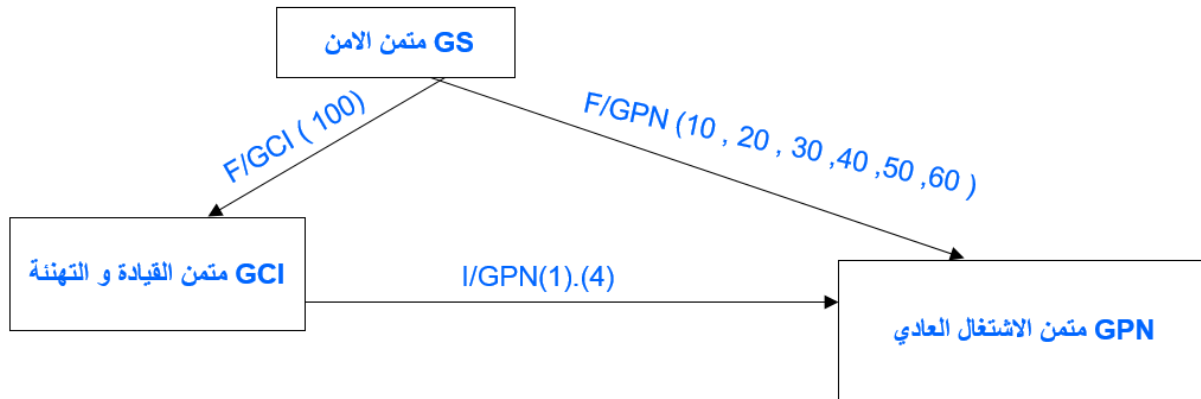 متمن الامن GS
F/GCI ( 100)
F/GPN (10 , 20 , 30 ,40 ,50 ,60 )
متمن القيادة و التهنئة GCI
I/GPN(1).(4)
متمن الاشتغال العادي GPN